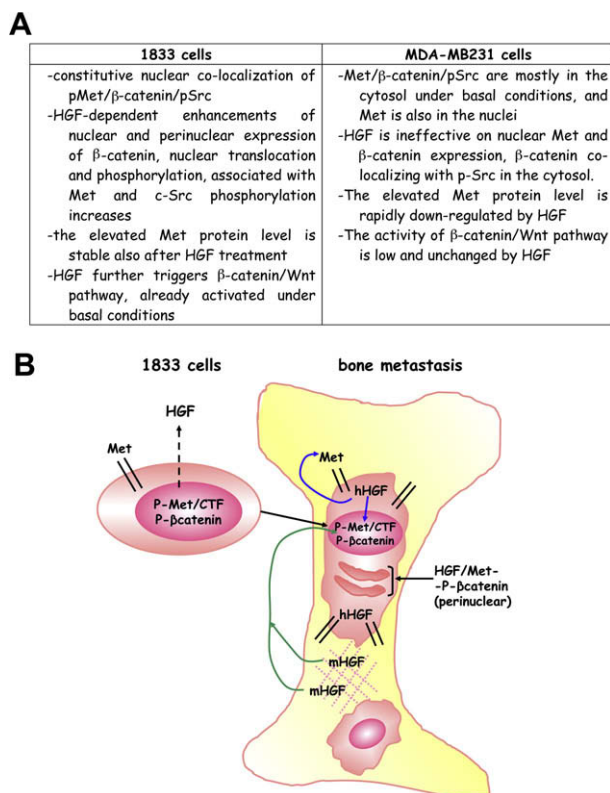 A
1833 cells
-constitutive nuclear co-localization of
pMet/β-catenin/pSrc
-HGF-dependent enhancements of
nuclear and perinuclear expression
of β-catenin, nuclear translocation
and phosphorylation, associated with
Met and c-Src phosphorylation
increases
-the elevated Met protein level is
stable also after HGF treatment
-HGF further triggers β-catenin/Wnt
pathway, already activated under
basal conditions
MDA-MB231 cells
-Met/β-catenin/pSrc are mostly in the
cytosol under basal conditions, and
Met is also in the nuclei
-HGF is ineffective on nuclear Met and
β-catenin expression, β-catenin co-
localizing with p-Src in the cytosol.
-The elevated Met protein level is
rapidly down-regulated by HGF
-The activity of β-catenin/Wnt pathway
is low and unchanged by HGF
B
1833 cells
bone metastasis
HGF
Met
P-Met/CTF
P-βcatenin
Met
hHGF
P-Met/CTF
P-βcatenin
HGF/Met-
-P-βcatenin
(perinuclear)
hHGF
mHGF
mHGF